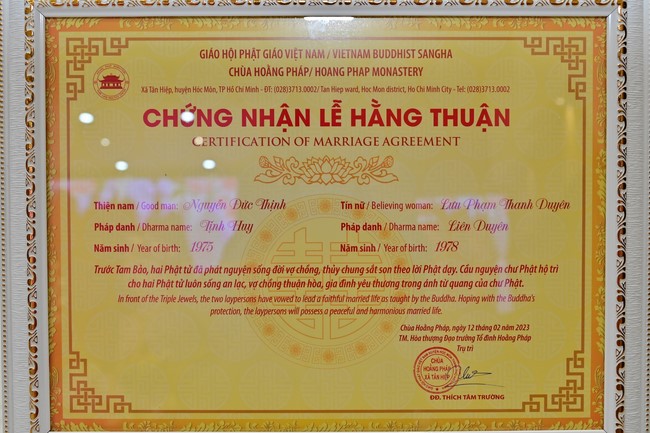 GIÁO HỘI PHẬT GIÁO VIỆT NAM / VIETNAM BUDDHIST SANGHA
CHÙA HOẰNG PHÁP/ HOANG PHAP MONASTERY
Xã Tân Hiệp, huyện Hóc Môn, TP Hồ Chí Minh - ĐT: (028)3713.0002/ Tan Hiep ward, Hoc Mon district, Ho Chi Minh City - Tel: (028)3713.0002
CHỨNG NHẬN LỄ HẰNG THUẬN
CERTIFICATION OF MARRIAGE AGREEMENT
Thiện nam / Good man: Nguyễn Đức Thịnh Tín nữ / Believing woman: Lưu Phạm Thanh Duyên
Pháp danh / Dharma name: Tịnh Huy Pháp danh / Dharma name: Liên Duyên
Năm sinh / Year of birth: 1975 Năm sinh / Year of birth: 1978
Trước Tam Bảo, hai Phật tử đã phát nguyện sống đời vợ chồng, thủy chung sắt son theo lời Phật dạy. Cầu nguyện chư Phật hộ trì
cho hai Phật tử luôn sống an lạc, vợ chồng thuận hòa, gia đình yêu thương trong ánh từ quang của chư Phật.
In front of the Triple Jewels, the two laypersons have vowed to lead a faithful married life as taught by the Buddha. Hoping with the Buddha's
protection, the laypersons will possess a peaceful and harmonious married life.
Chùa Hoằng Pháp, ngày 12 tháng 02 năm 2023
TM. Hòa thượng Đạo trưởng Tổ đình Hoằng Pháp
Trụ trì
CHÙA
HOẰNG PHÁP
XÃ TÂN HIỆP
ĐĐ. THÍCH TÂM TRƯỜNG